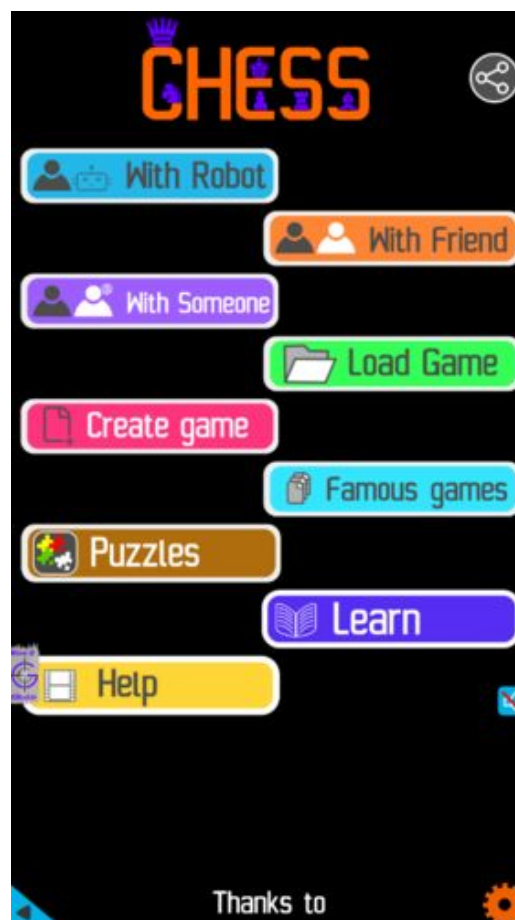 CHESS
With Robot
With Friend
With Someone
Load Game
Create game
Famous games
Puzzles
Learn
Help
Thanks to